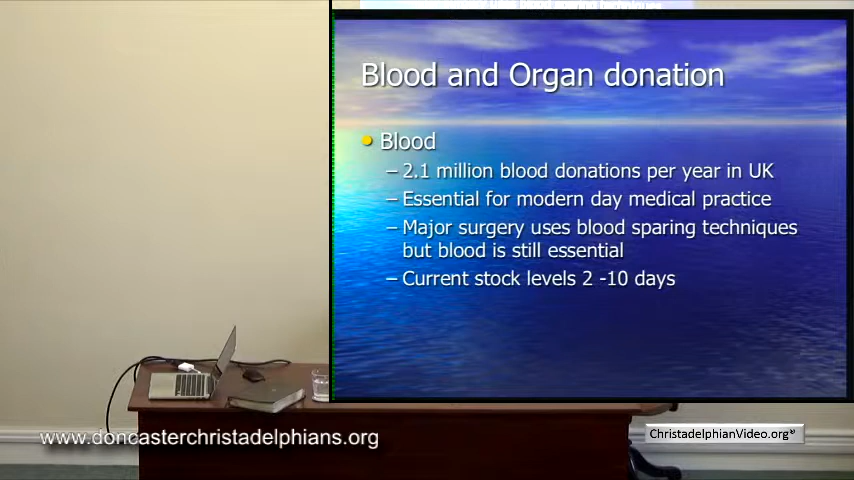 Blood and Organ donation
• Blood
– 2.1 million blood donations per year in UK
– Essential for modern day medical practice
– Major surgery uses blood sparing techniques
but blood is still essential
– Current stock levels 2 -10 days
www.doncasterchristadelphians.org
ChristadelphianVideo.org®